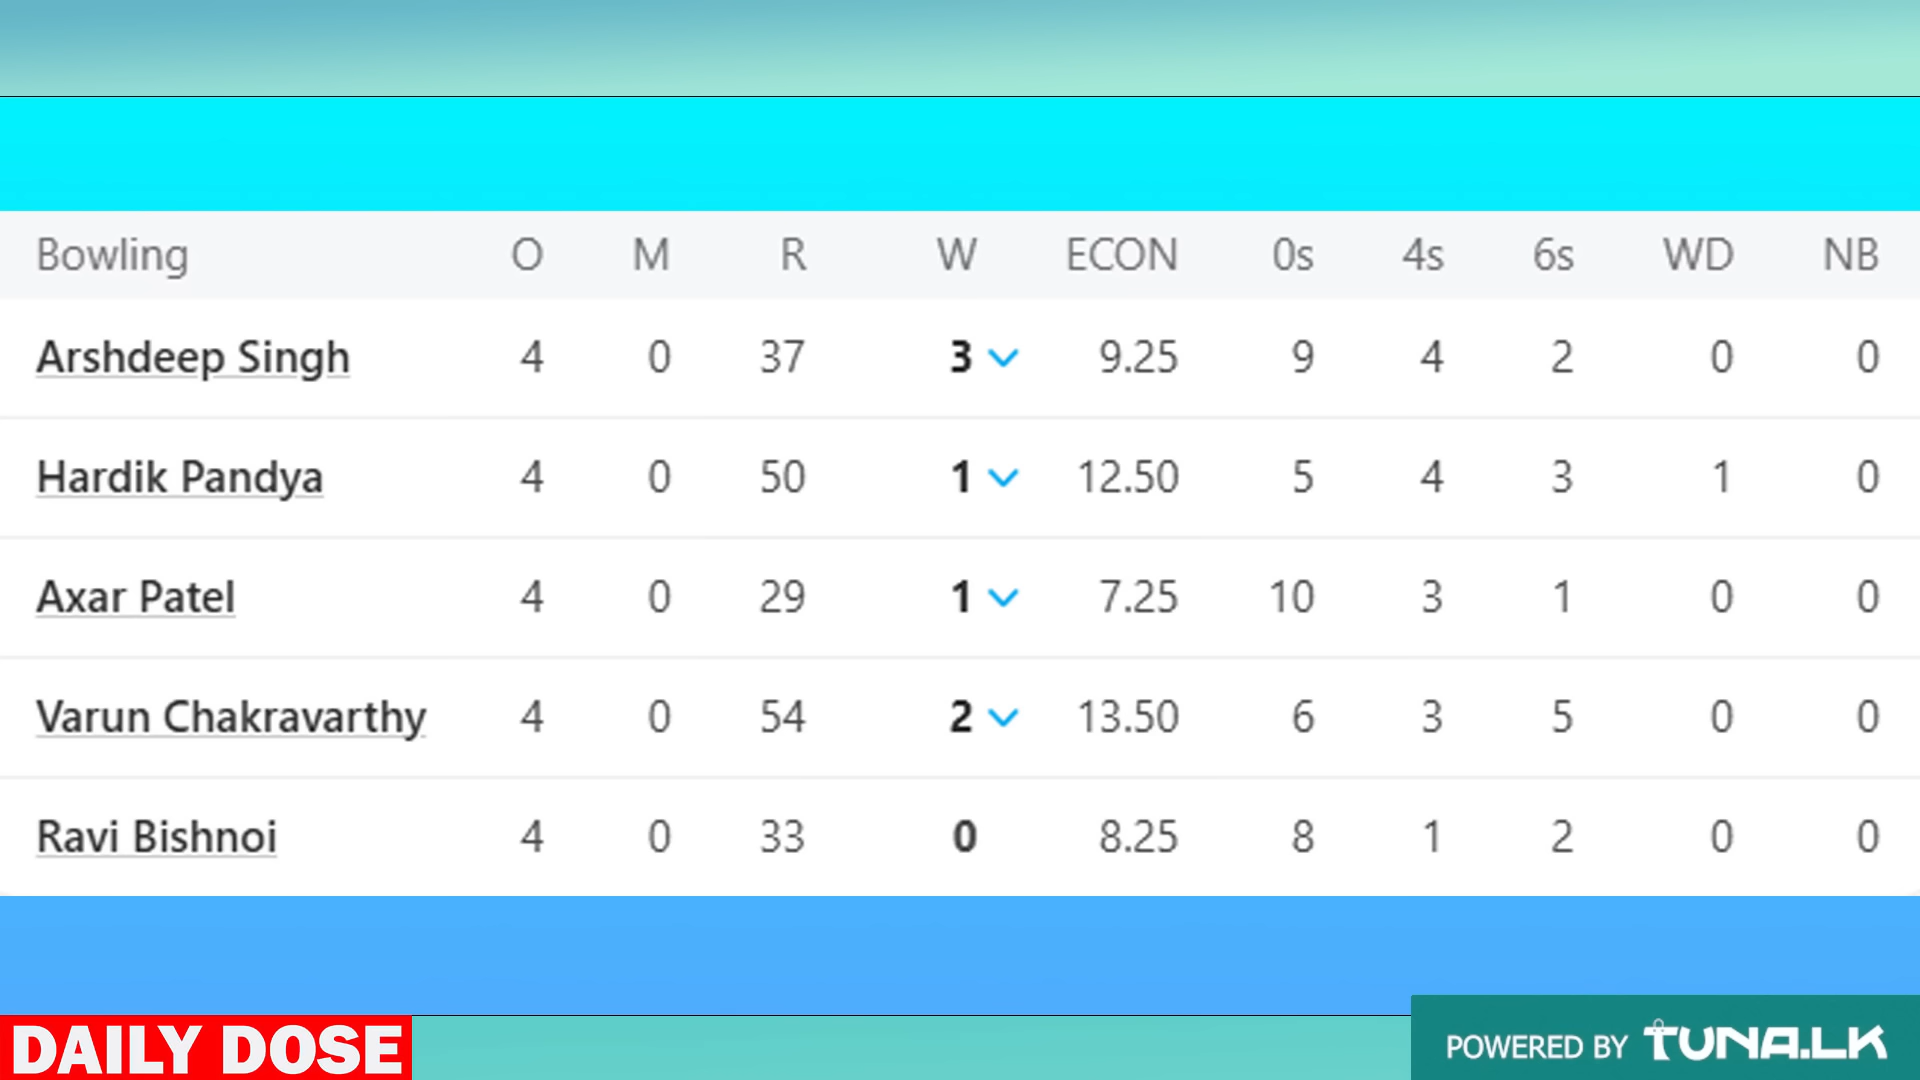 Bowling O M R W ECON 0s 4s 6s WD NB
Arshdeep Singh 4 0 37 3 9.25 9 4 2 0 0
Hardik Pandya 4 0 50 1 12.50 5 4 3 1 0
Axar Patel 4 0 29 1 7.25 10 3 1 0 0
Varun Chakravarthy 4 0 54 2 13.50 6 3 5 0 0
Ravi Bishnoi 4 0 33 0 8.25 8 1 2 0 0
DAILY DOSE
POWERED BY TUNA.LK